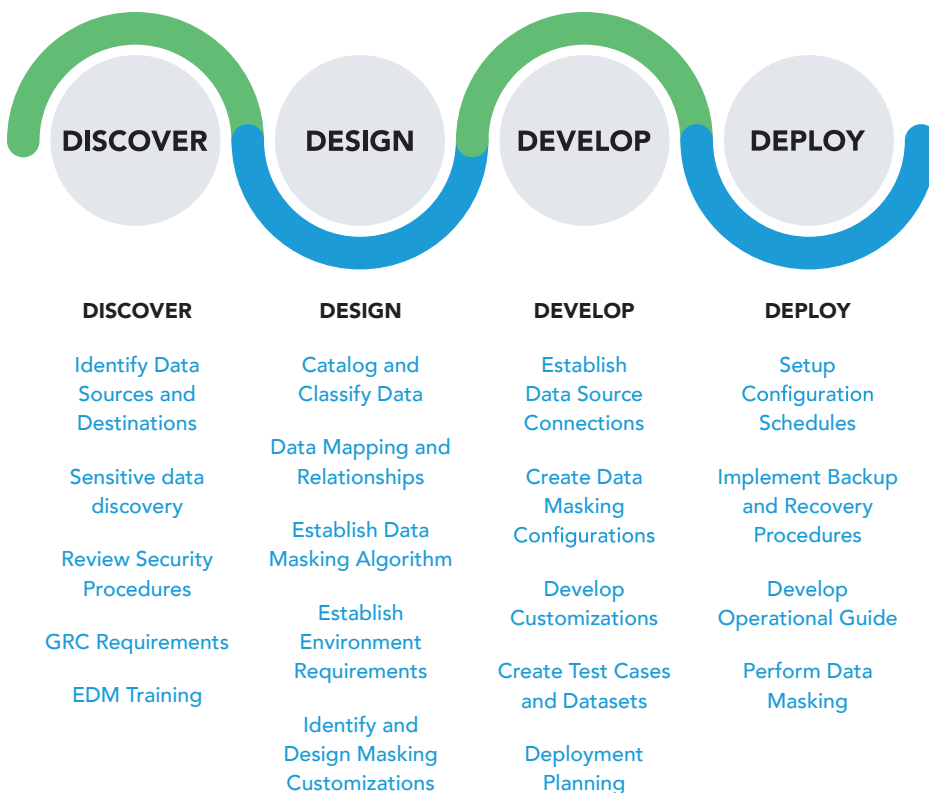 DISCOVER
DESIGN
DEVELOP
DEPLOY
DISCOVER
Identify Data
Sources and
Destinations
Sensitive data
discovery
Review Security
Procedures
GRC Requirements
EDM Training
DESIGN
Catalog and
Classify Data
Data Mapping and
Relationships
Establish Data
Masking Algorithm
Establish
Environment
Requirements
Identify and
Design Masking
Customizations
DEVELOP
Establish
Data Source
Connections
Create Data
Masking
Configurations
Develop
Customizations
Create Test Cases
and Datasets
Deployment
Planning
DEPLOY
Setup
Configuration
Schedules
Implement Backup
and Recovery
Procedures
Develop
Operational Guide
Perform Data
Masking